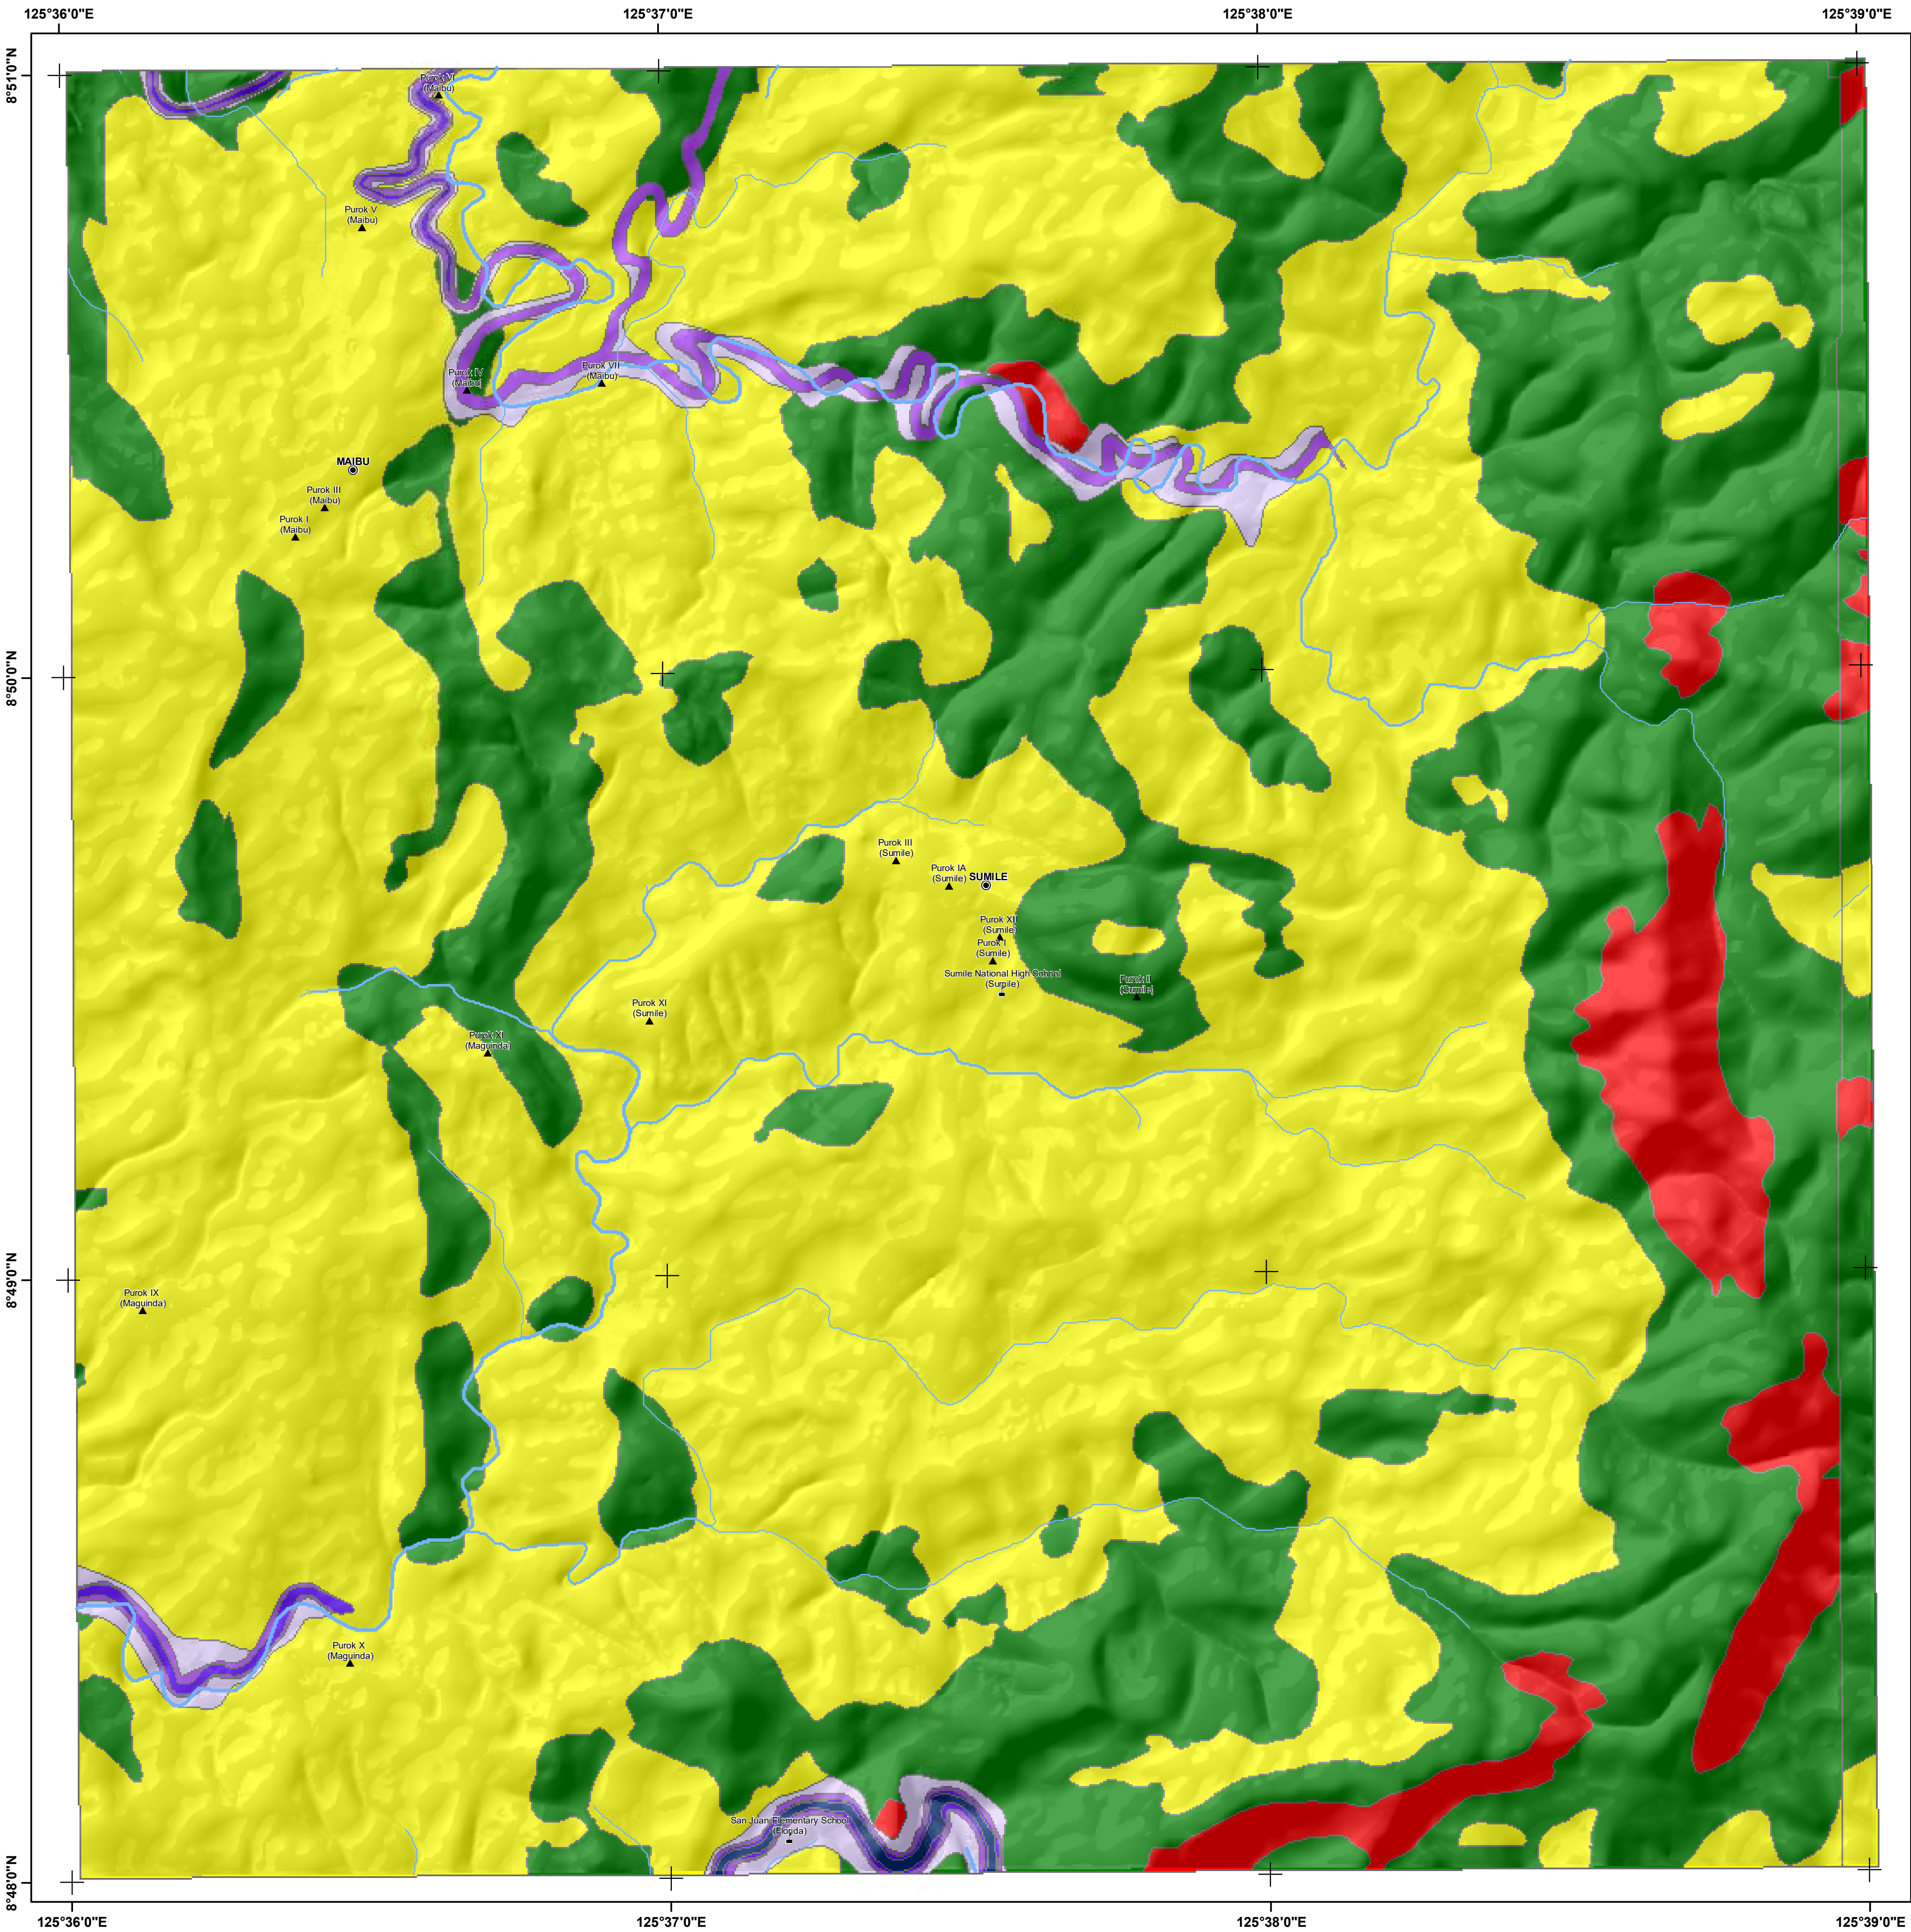 125°36'0"E
125°37'0"E
125°38'0"E
125°39'0"E
8°51'0"N
Purok VI
(Maibu)
Purok V
(Maibu)
Purok IV
(Maibu)
Purok VII
(Maibu)
MAIBU
Purok III
(Maibu)
Purok I
(Maibu)
8°50'0"N
Purok III
(Sumile)
Purok IA
(Sumile)
SUMILE
Purok XII
(Sumile)
Purok I
(Sumile)
Sumile National High School
(Sumile)
Purok II
(Sumile)
Purok XI
(Sumile)
Purok XI
(Maguinda)
8°49'0"N
Purok IX
(Maguinda)
Purok X
(Maguinda)
San Juan Elementary School
(Florida)
8°48'0"N
125°36'0"E
125°37'0"E
125°38'0"E
125°39'0"E